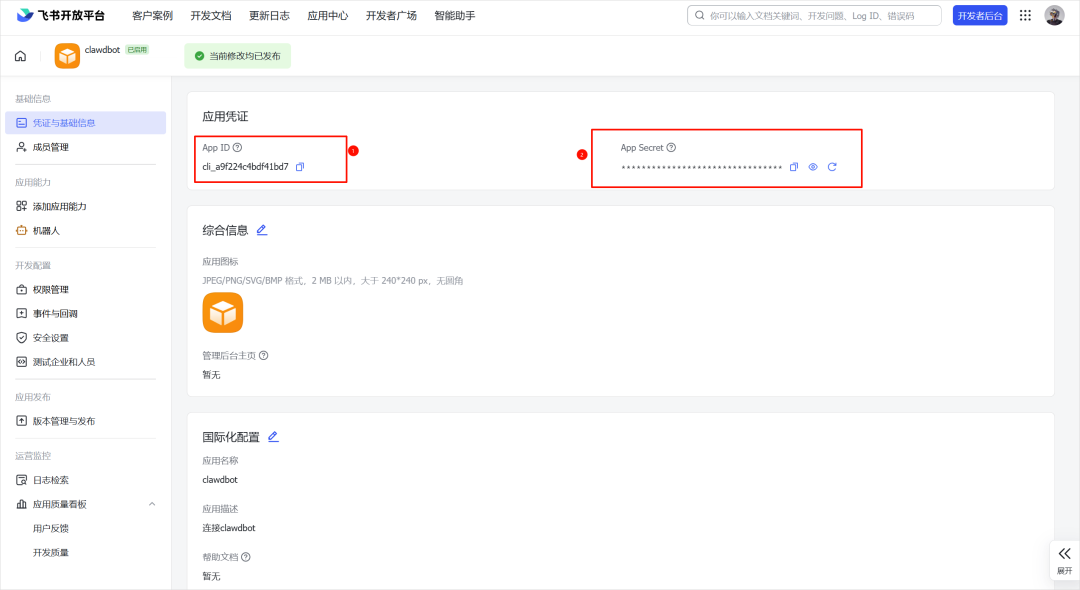 飞书开放平台 客户案例 开发文档 更新日志 应用中心 开发者广场 智能助手 你可以输入文档关键词、开发问题、Log ID、错误码 开发者后台
clawdbot 已启用 当前修改均已发布
基础信息
凭证与基础信息
成员管理
应用能力
添加应用能力
机器人
开发配置
权限管理
事件与回调
安全设置
测试企业和人员
应用发布
版本管理与发布
运营监控
日志检索
应用质量看板
用户反馈
开发质量
应用凭证
App ID
cli_a9f224c4bdf41bd7
1
2
App Secret
********************************
综合信息
应用图标
JPEG/PNG/SVG/BMP 格式，2 MB 以内，大于 240*240 px，无圆角
管理后台主页
暂无
国际化配置
应用名称
clawdbot
应用描述
连接clawdbot
帮助文档
暂无
展开